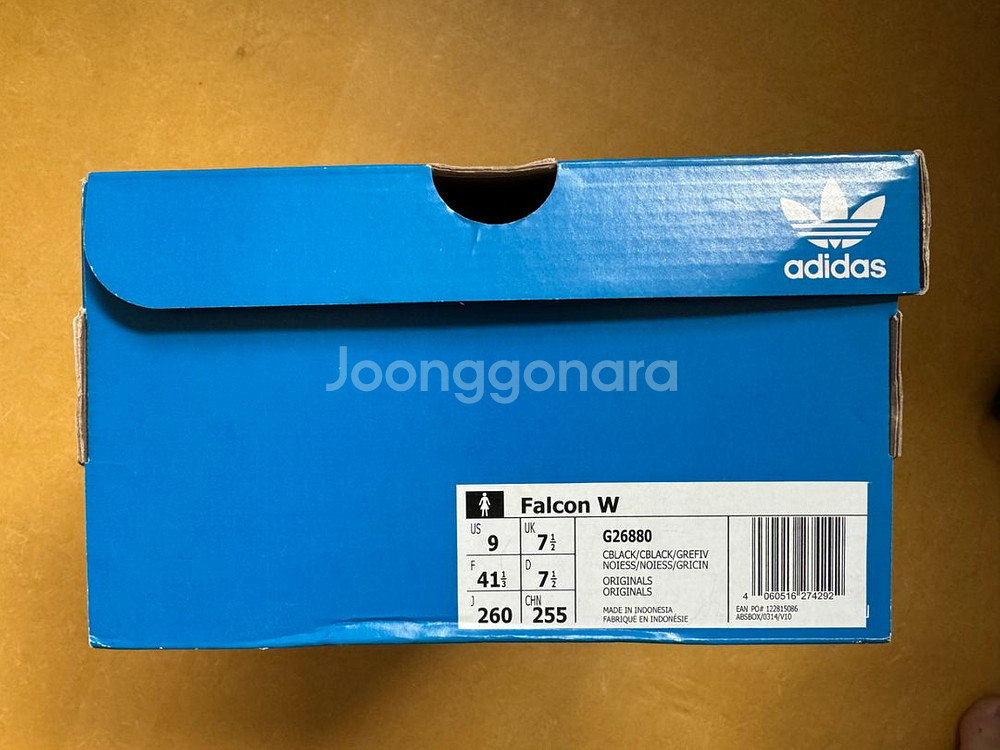 adidas
Joonggonara
Falcon W
US 9 UK 7½
F 41⅓ D 7½
J 260 CHN 255
G26880
CBLACK/CBLACK/GREFIV
NOIESS/NOIESS/GRICIN
ORIGINALS
ORIGINALS
MADE IN INDONESIA
FABRIQUÉ EN INDONÉSIE
4 060516 274292
EAN PO# 122815086
ABSBOX/0314/V10